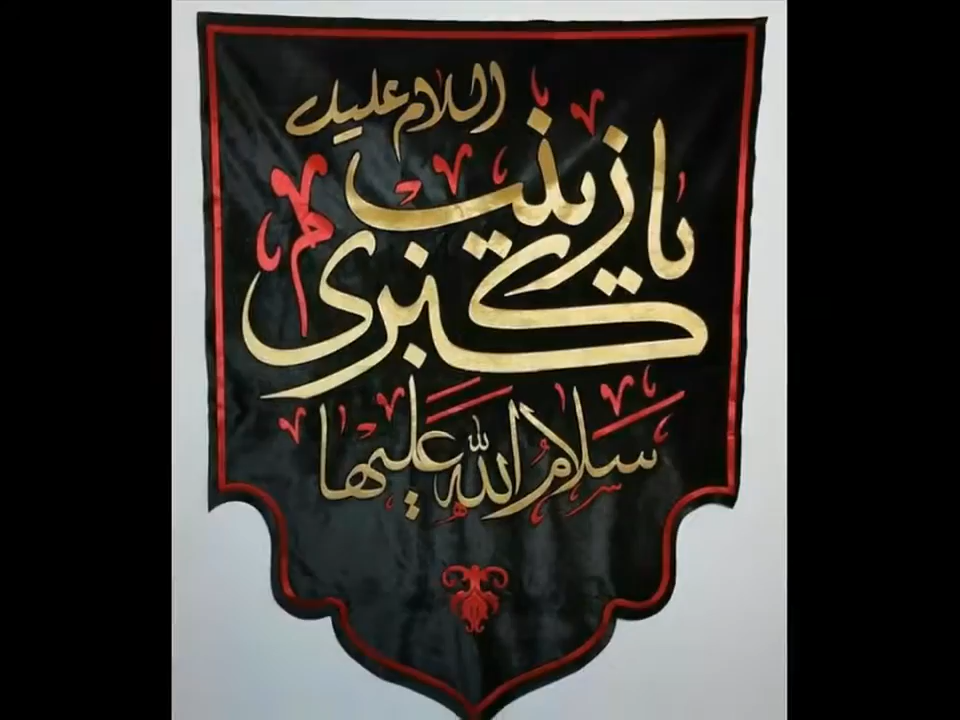 السلام علیک
یا زینب
کبری
سلام الله علیها